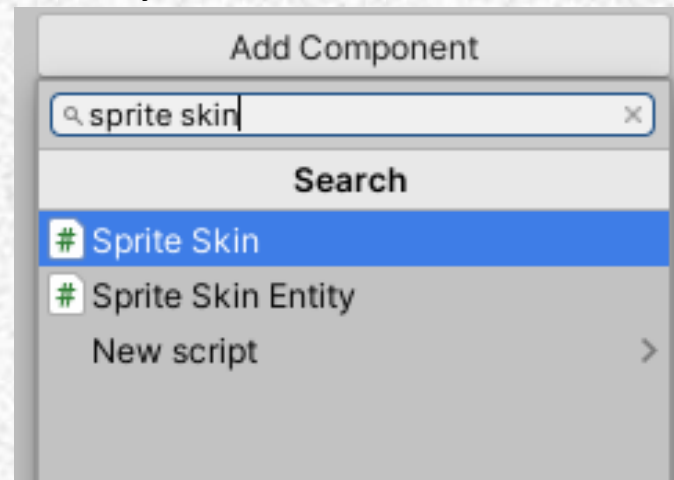 Add Component
sprite skin
Search
# Sprite Skin
# Sprite Skin Entity
New script